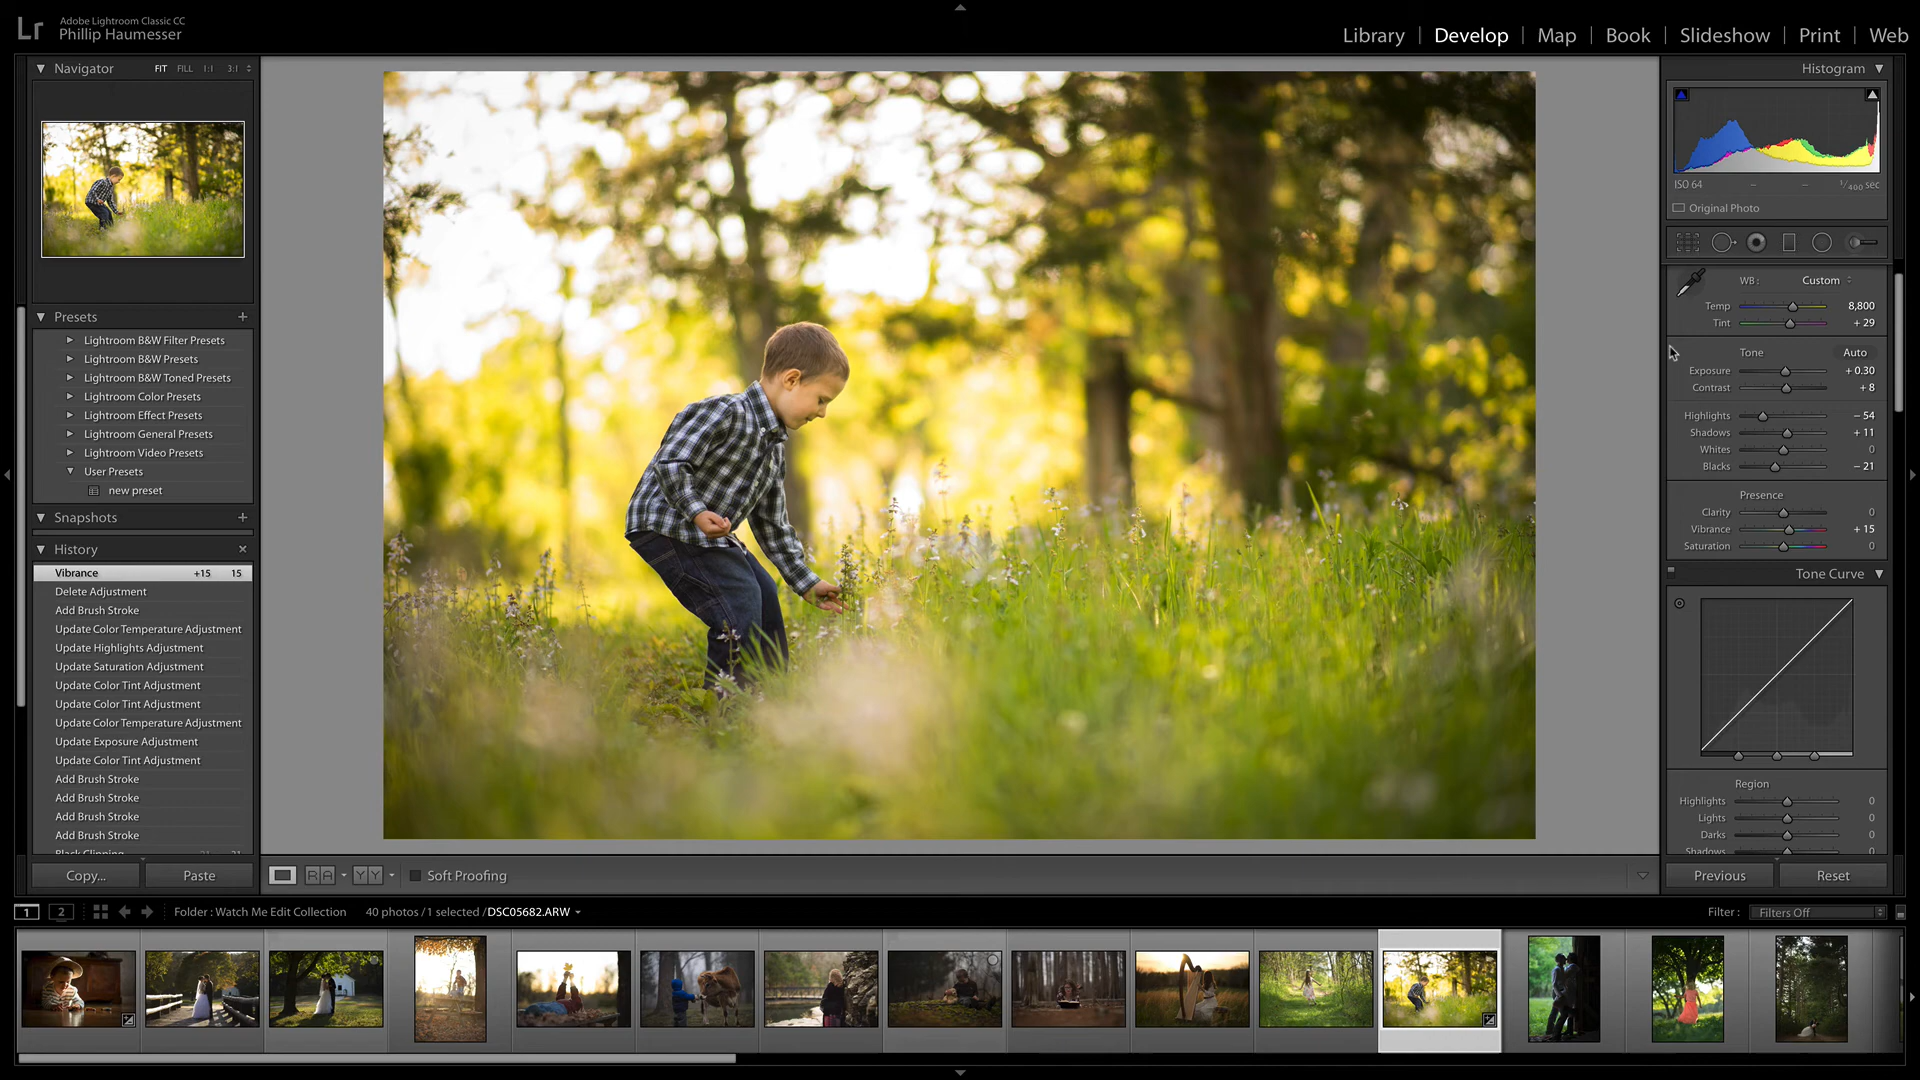 Lr
Adobe Lightroom Classic CC
Phillip Haumesser
Library | Develop | Map | Book | Slideshow | Print | Web
Navigator FIT FILL 1:1 3:1
Presets +
Lightroom B&W Filter Presets
Lightroom B&W Presets
Lightroom B&W Toned Presets
Lightroom Color Presets
Lightroom Effect Presets
Lightroom General Presets
Lightroom Video Presets
User Presets
new preset
Snapshots +
History ×
Vibrance +15 15
Delete Adjustment
Add Brush Stroke
Update Color Temperature Adjustment
Update Highlights Adjustment
Update Saturation Adjustment
Update Color Tint Adjustment
Update Color Tint Adjustment
Update Color Temperature Adjustment
Update Exposure Adjustment
Update Color Tint Adjustment
Add Brush Stroke
Add Brush Stroke
Add Brush Stroke
Add Brush Stroke
Black Clipping
Copy... Paste
RA YY Soft Proofing
Histogram
ISO 64 – – 1/400 sec
Original Photo
WB: Custom
Temp 8,800
Tint + 29
Tone Auto
Exposure + 0.30
Contrast + 8
Highlights – 54
Shadows + 11
Whites 0
Blacks – 21
Presence
Clarity 0
Vibrance + 15
Saturation 0
Tone Curve
Region
Highlights 0
Lights 0
Darks 0
Shadows 0
Previous Reset
1 2 Folder : Watch Me Edit Collection 40 photos / 1 selected / DSC05682.ARW Filter : Filters Off